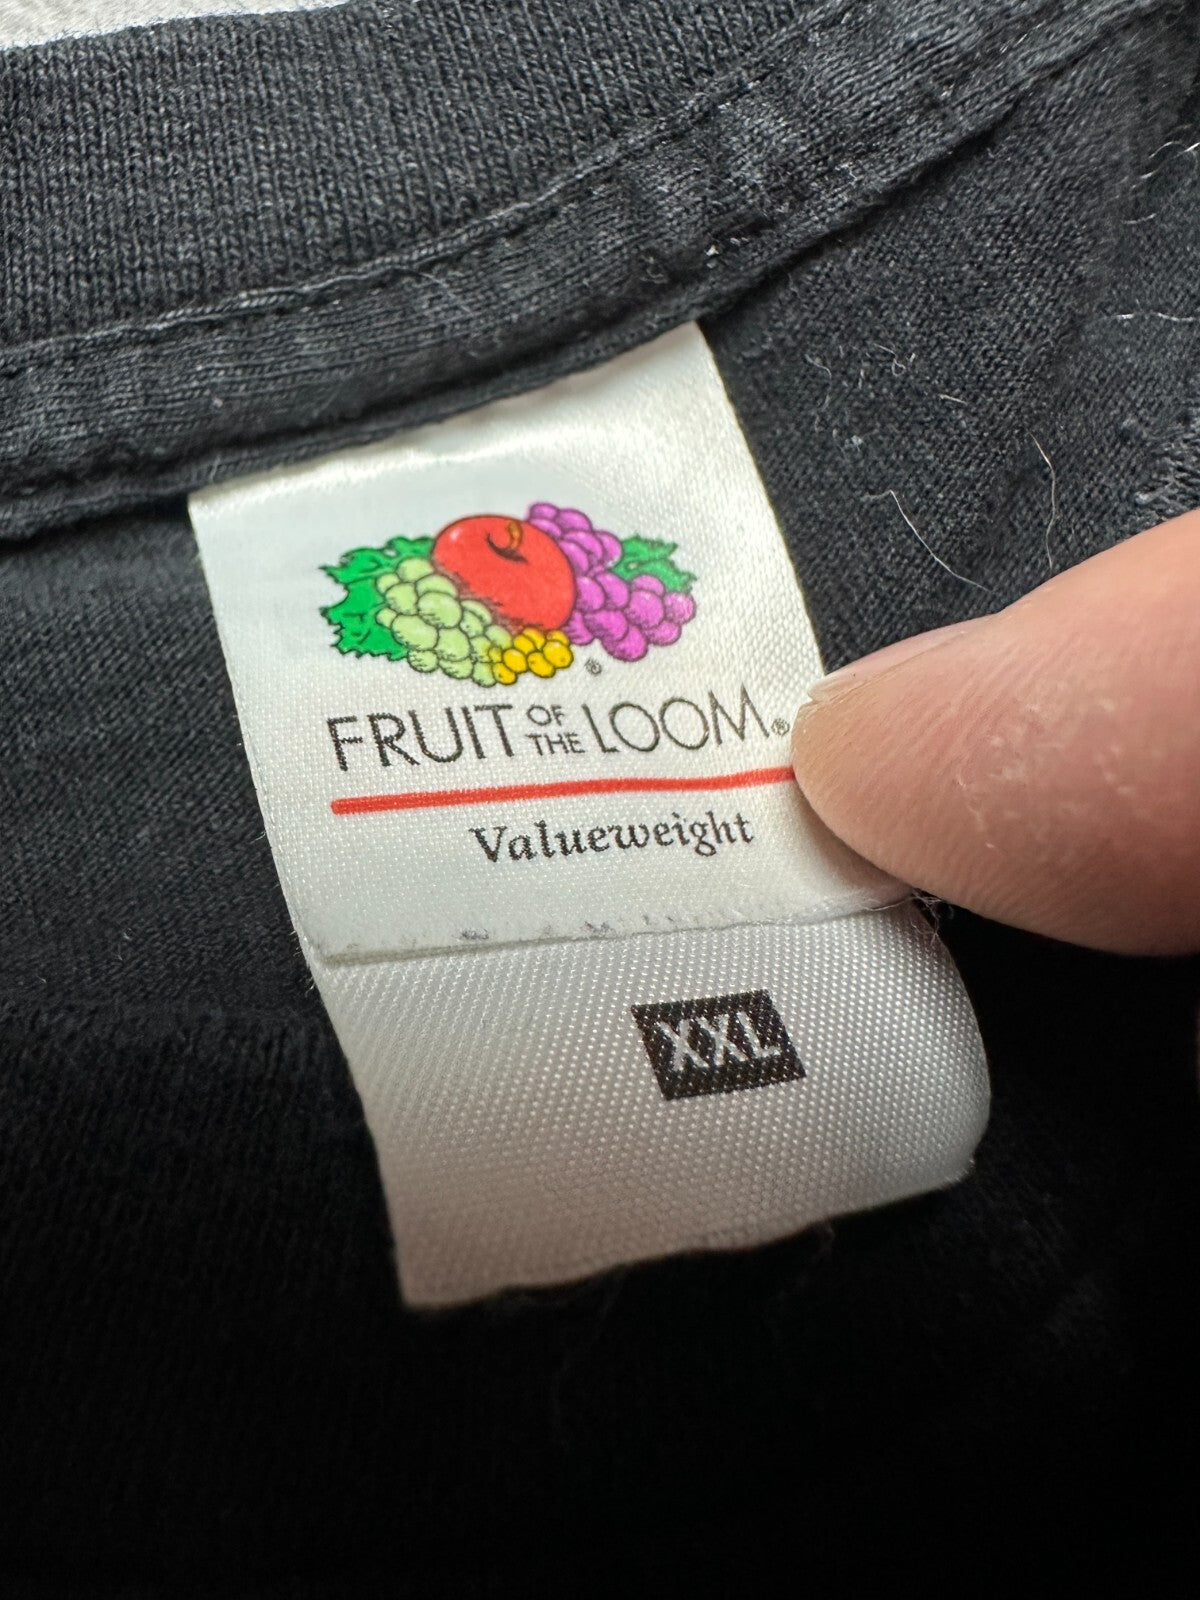 ®
FRUIT OF THE LOOM®
Valueweight
XXL